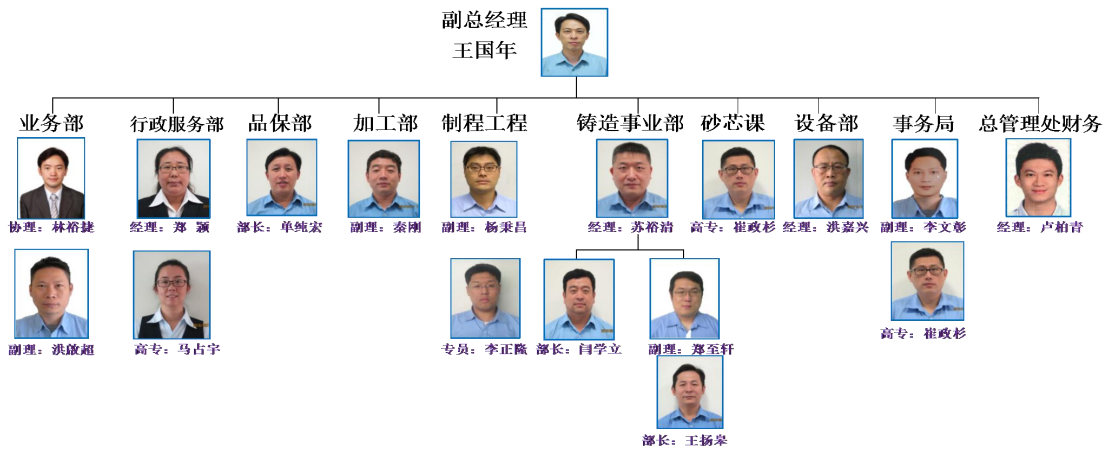 副总经理
王国年
业务部
行政服务部
品保部
加工部
制程工程
铸造事业部
砂芯课
设备部
事务局
总管理处财务
协理：林裕捷
经理：郑 颖
部长：单纯宏
副理：秦刚
副理：杨秉昌
经理：苏裕清
高专：崔政杉
经理：洪嘉兴
副理：李文彰
经理：卢柏青
副理：洪啟超
高专：马占宇
专员：李正隆
部长：闫学立
副理：郑至轩
高专：崔政杉
部长：王扬皋